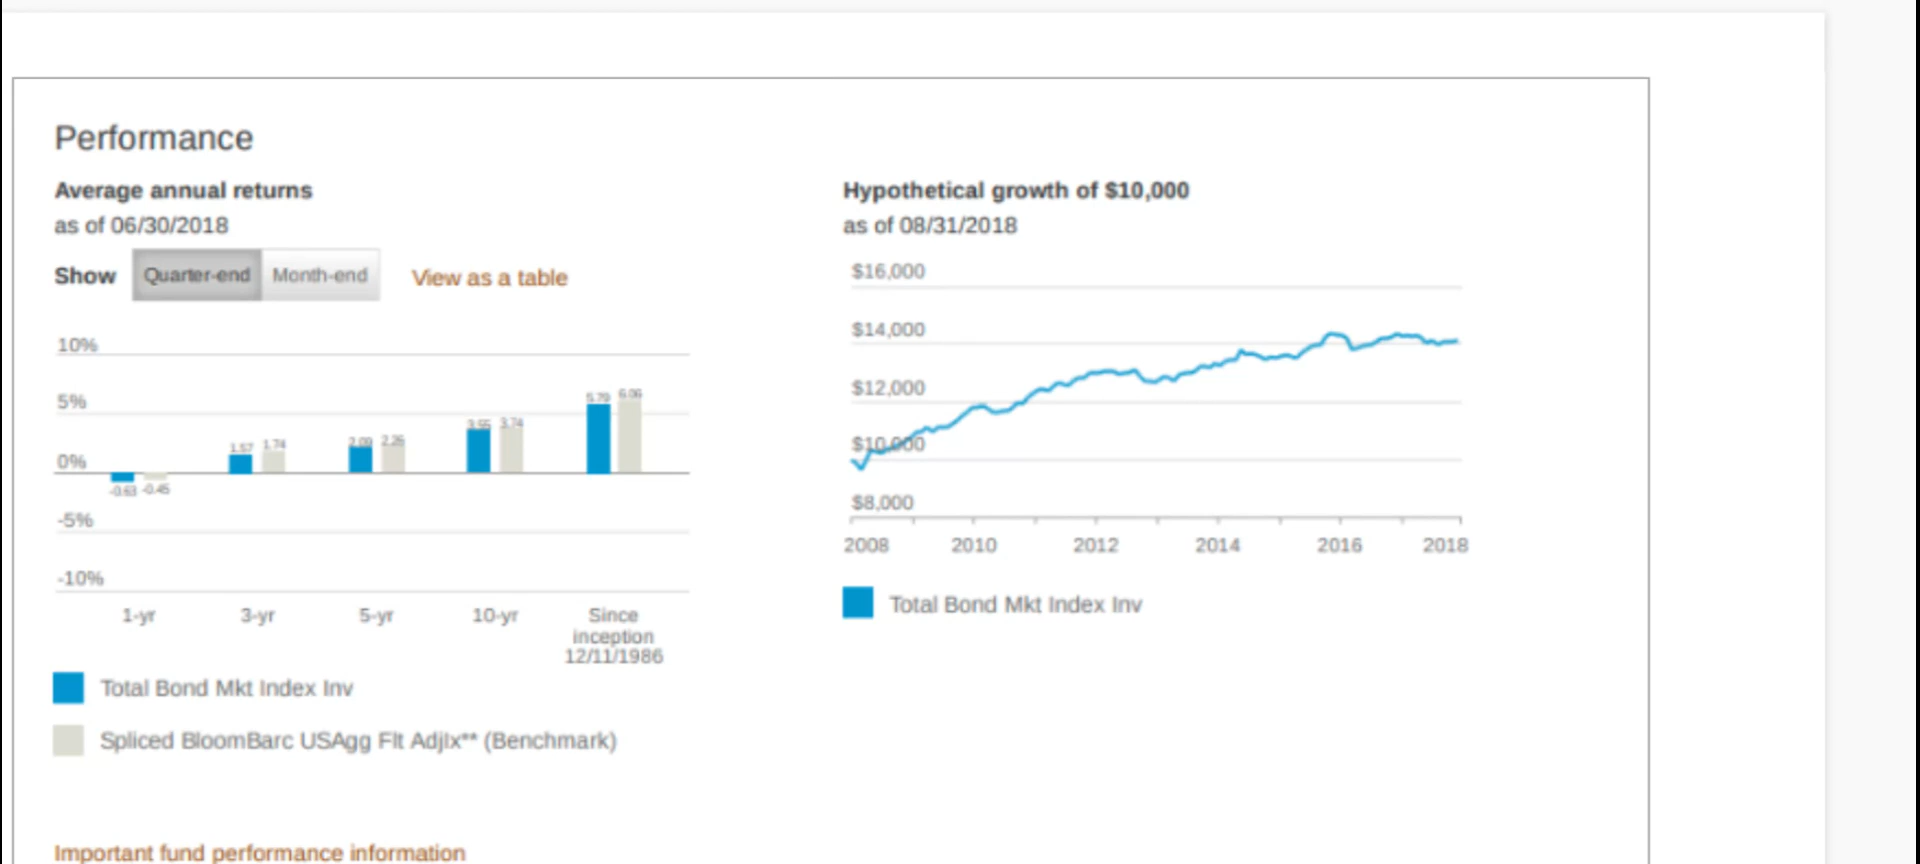 Performance
Average annual returns
as of 06/30/2018
Show Quarter-end Month-end View as a table
10%
5%
0%
-5%
-10%
-0.63 -0.45
1.57 1.74
2.09 2.26
3.55 3.74
5.79 6.06
1-yr 3-yr 5-yr 10-yr Since
inception
12/11/1986
Total Bond Mkt Index Inv
Spliced BloomBarc USAgg Flt AdjIx** (Benchmark)
Important fund performance information
Hypothetical growth of $10,000
as of 08/31/2018
$16,000
$14,000
$12,000
$10,000
$8,000
2008 2010 2012 2014 2016 2018
Total Bond Mkt Index Inv